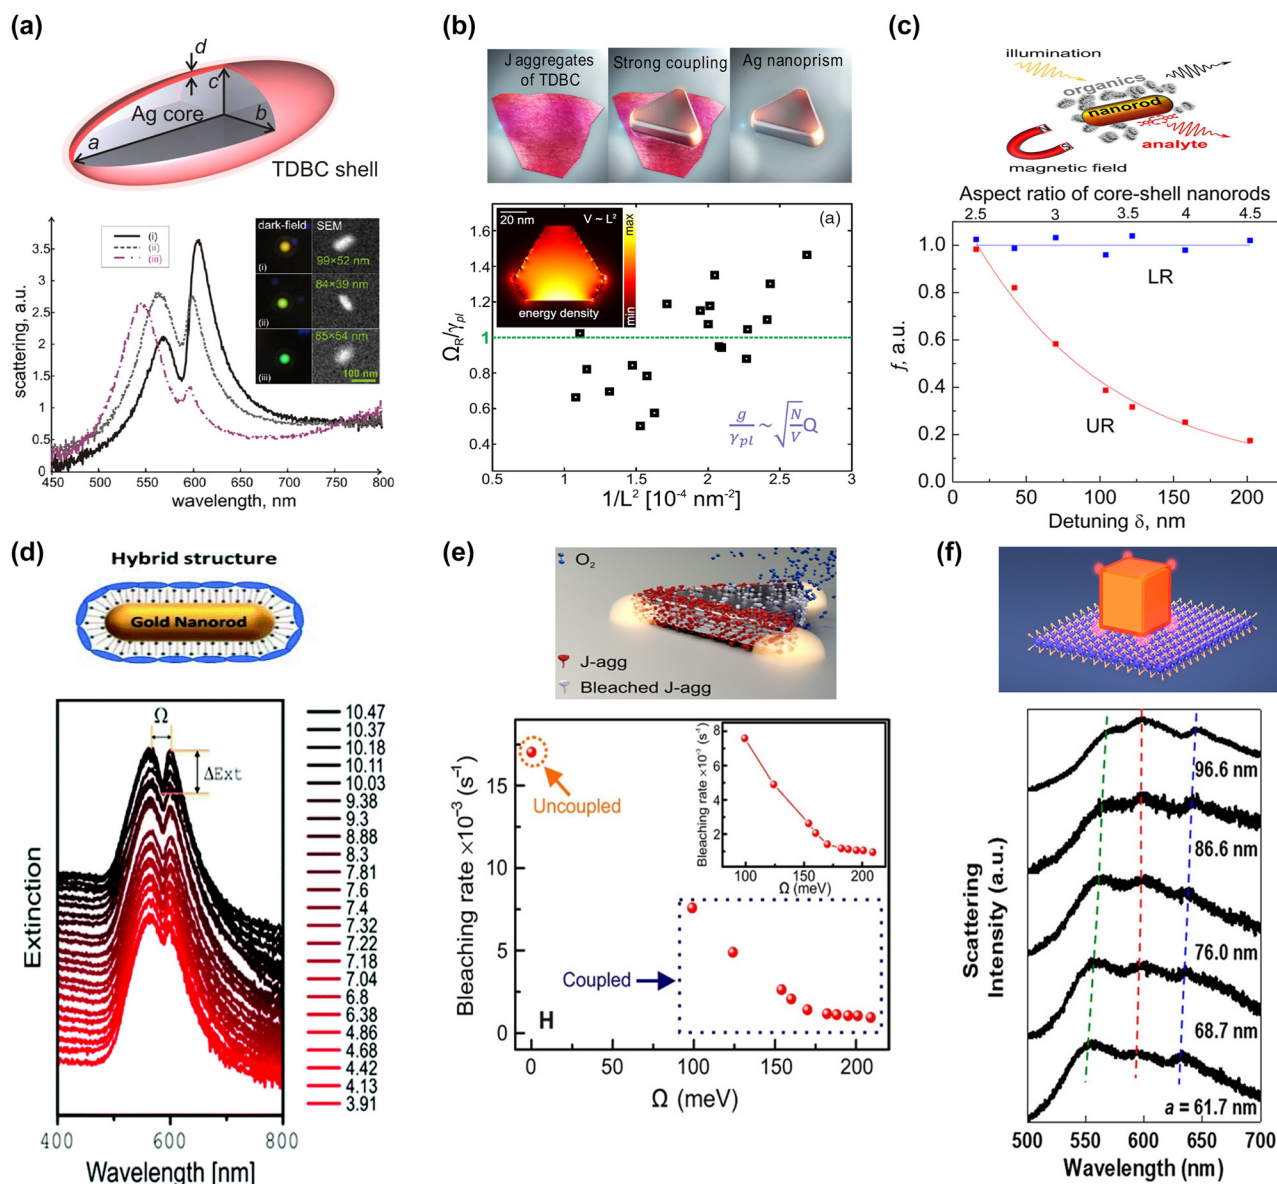 (a)
d
c
Ag core
b
a
TDBC shell
scattering, a.u.
3.5
3
2.5
2
1.5
1
0.5
0
(i)
(ii)
(iii)
dark-field
SEM
(i)
99×52 nm
(ii)
84×39 nm
(iii)
85×54 nm
100 nm
450 500 550 600 650 700 750 800
wavelength, nm
(b)
J aggregates
of TDBC
Strong coupling
Ag nanoprism
Ω_R/γ_pl
1.6
1.4
1.2
1
0.8
0.6
0.4
20 nm
V ~ L²
max
min
energy density
(a)
g/γ_pl ~ √(N/V) Q
0.5 1 1.5 2 2.5 3
1/L² [10⁻⁴ nm⁻²]
(c)
illumination
organics
nanorod
N
S
analyte
magnetic field
Aspect ratio of core-shell nanorods
2.5 3 3.5 4 4.5
f, a.u.
1.0
0.8
0.6
0.4
0.2
0.0
LR
UR
0 50 100 150 200
Detuning δ, nm
(d)
Hybrid structure
Gold Nanorod
Extinction
Ω
ΔExt
10.47
10.37
10.18
10.11
10.03
9.38
9.3
8.88
8.3
7.81
7.6
7.4
7.32
7.22
7.18
7.04
6.8
6.38
4.86
4.68
4.42
4.13
3.91
400 500 600 700 800
Wavelength [nm]
(e)
O₂
J-agg
Bleached J-agg
Bleaching rate ×10⁻³ (s⁻¹)
15
10
5
0
Uncoupled
Coupled
H
Bleaching rate ×10⁻³ (s⁻¹)
8
6
4
2
100 150 200
Ω (meV)
0 50 100 150 200
Ω (meV)
(f)
Scattering
Intensity (a.u.)
96.6 nm
86.6 nm
76.0 nm
68.7 nm
a = 61.7 nm
500 550 600 650 700
Wavelength (nm)